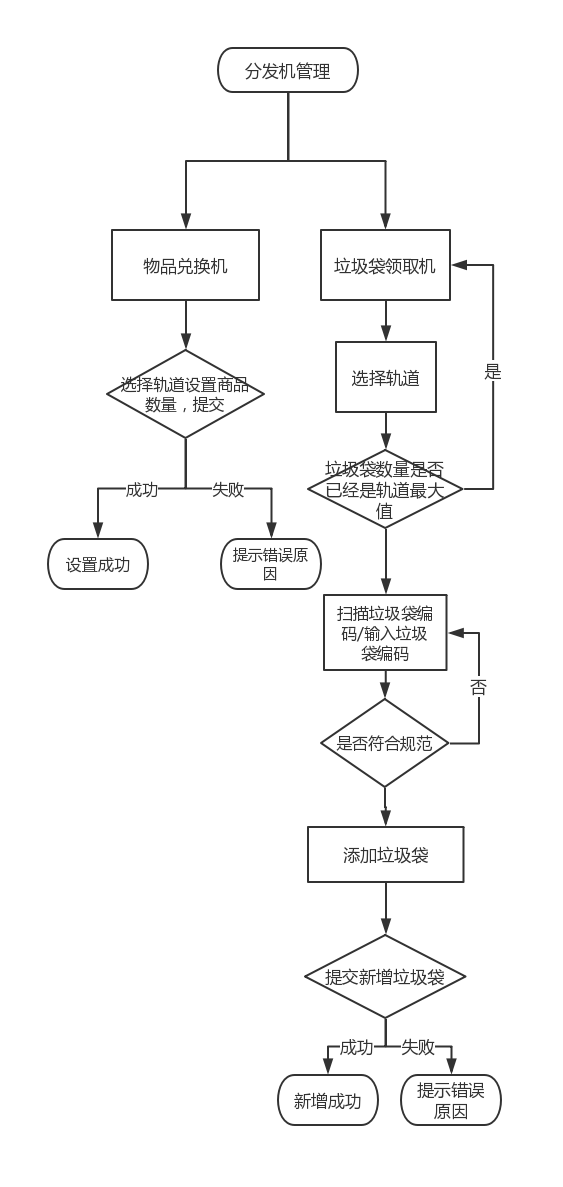 分发机管理
物品兑换机
垃圾袋领取机
选择轨道设置商品
数量，提交
选择轨道
是
垃圾袋数量是否
已经是轨道最大
值
成功
失败
设置成功
提示错误原
因
扫描垃圾袋编
码/输入垃圾
袋编码
否
是否符合规范
添加垃圾袋
提交新增垃圾袋
成功
失败
新增成功
提示错误
原因